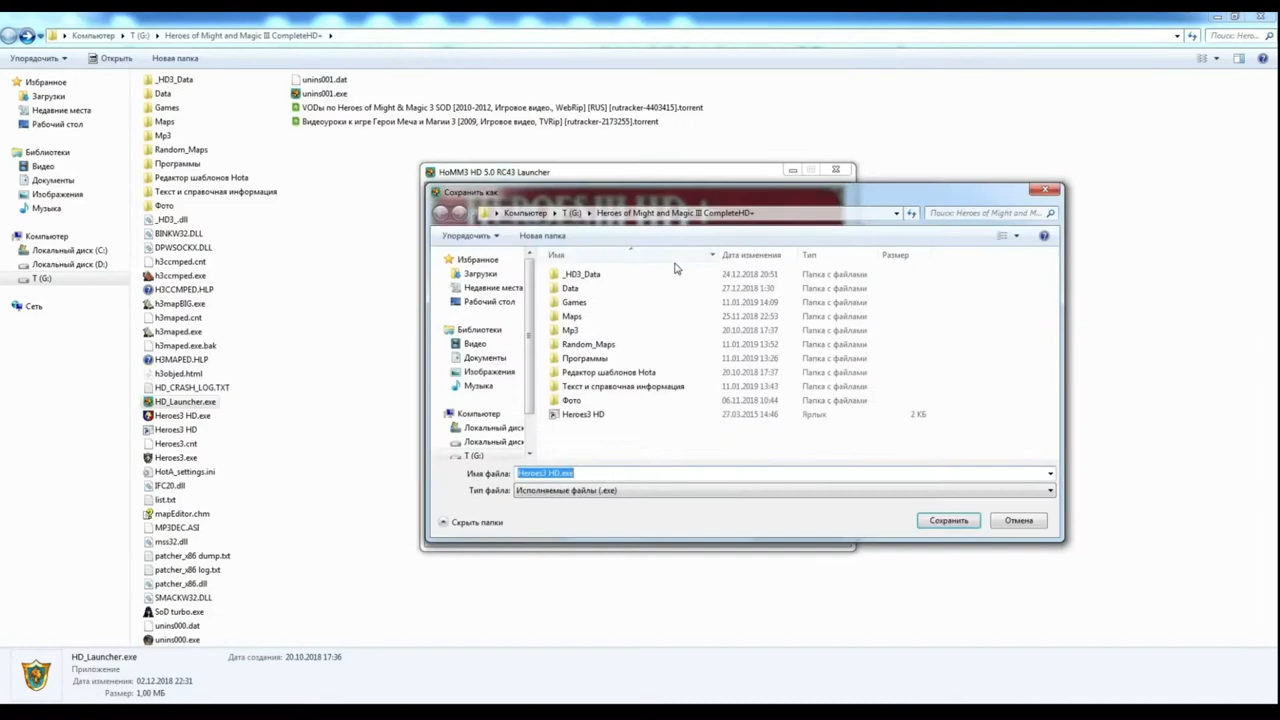 Компьютер
T (G:)
Heroes of Might and Magic III CompleteHD+
Поиск: Hero...
Упорядочить
Открыть
Новая папка
Избранное
Загрузки
Недавние места
Рабочий стол
Библиотеки
Видео
Документы
Изображения
Музыка
Компьютер
Локальный диск (C:)
Локальный диск (D:)
T (G:)
Сеть
_HD3_Data
Data
Games
Maps
Mp3
Random_Maps
Программы
Редактор шаблонов Hota
Текст и справочная информация
Фото
_HD3_.dll
BINKW32.DLL
DPWSOCKX.DLL
h3ccmped.cnt
h3ccmped.exe
H3CCMPED.HLP
h3mapBIG.exe
h3maped.cnt
h3maped.exe
h3maped.exe.bak
H3MAPED.HLP
h3objed.html
HD_CRASH_LOG.TXT
HD_Launcher.exe
Heroes3 HD.exe
Heroes3 HD
Heroes3.cnt
Heroes3.exe
HotA_settings.ini
IFC20.dll
list.txt
mapEditor.chm
MP3DEC.ASI
mss32.dll
patcher_x86 dump.txt
patcher_x86 log.txt
patcher_x86.dll
SMACKW32.DLL
SoD turbo.exe
unins000.dat
unins000.exe
unins001.dat
unins001.exe
VODы по Heroes of Might & Magic 3 SOD [2010-2012, Игровое видео., WebRip] [RUS] [rutracker-4403415].torrent
Видеоуроки к игре Герои Меча и Магии 3 [2009, Игровое видео, TVRip] [rutracker-2173255].torrent
HoMM3 HD 5.0 RC43 Launcher
Сохранить как
Компьютер
T (G:)
Heroes of Might and Magic III CompleteHD+
Поиск: Heroes of Might and M...
Упорядочить
Новая папка
Избранное
Загрузки
Недавние места
Рабочий стол
Библиотеки
Видео
Документы
Изображения
Музыка
Компьютер
Локальный диск
Локальный диск
T (G:)
Имя Дата изменения Тип Размер
_HD3_Data 24.12.2018 20:51 Папка с файлами
Data 27.12.2018 1:30 Папка с файлами
Games 11.01.2019 14:09 Папка с файлами
Maps 25.11.2018 22:53 Папка с файлами
Mp3 20.10.2018 17:37 Папка с файлами
Random_Maps 11.01.2019 13:52 Папка с файлами
Программы 11.01.2019 13:26 Папка с файлами
Редактор шаблонов Hota 20.10.2018 17:37 Папка с файлами
Текст и справочная информация 11.01.2019 13:43 Папка с файлами
Фото 06.11.2018 10:44 Папка с файлами
Heroes3 HD 27.03.2015 14:46 Ярлык 2 КБ
Имя файла: Heroes3 HD.exe
Тип файла: Исполняемые файлы (.exe)
Скрыть папки
Сохранить
Отмена
HD_Launcher.exe Дата создания: 20.10.2018 17:36
Приложение
Дата изменения: 02.12.2018 22:31
Размер: 1,00 МБ